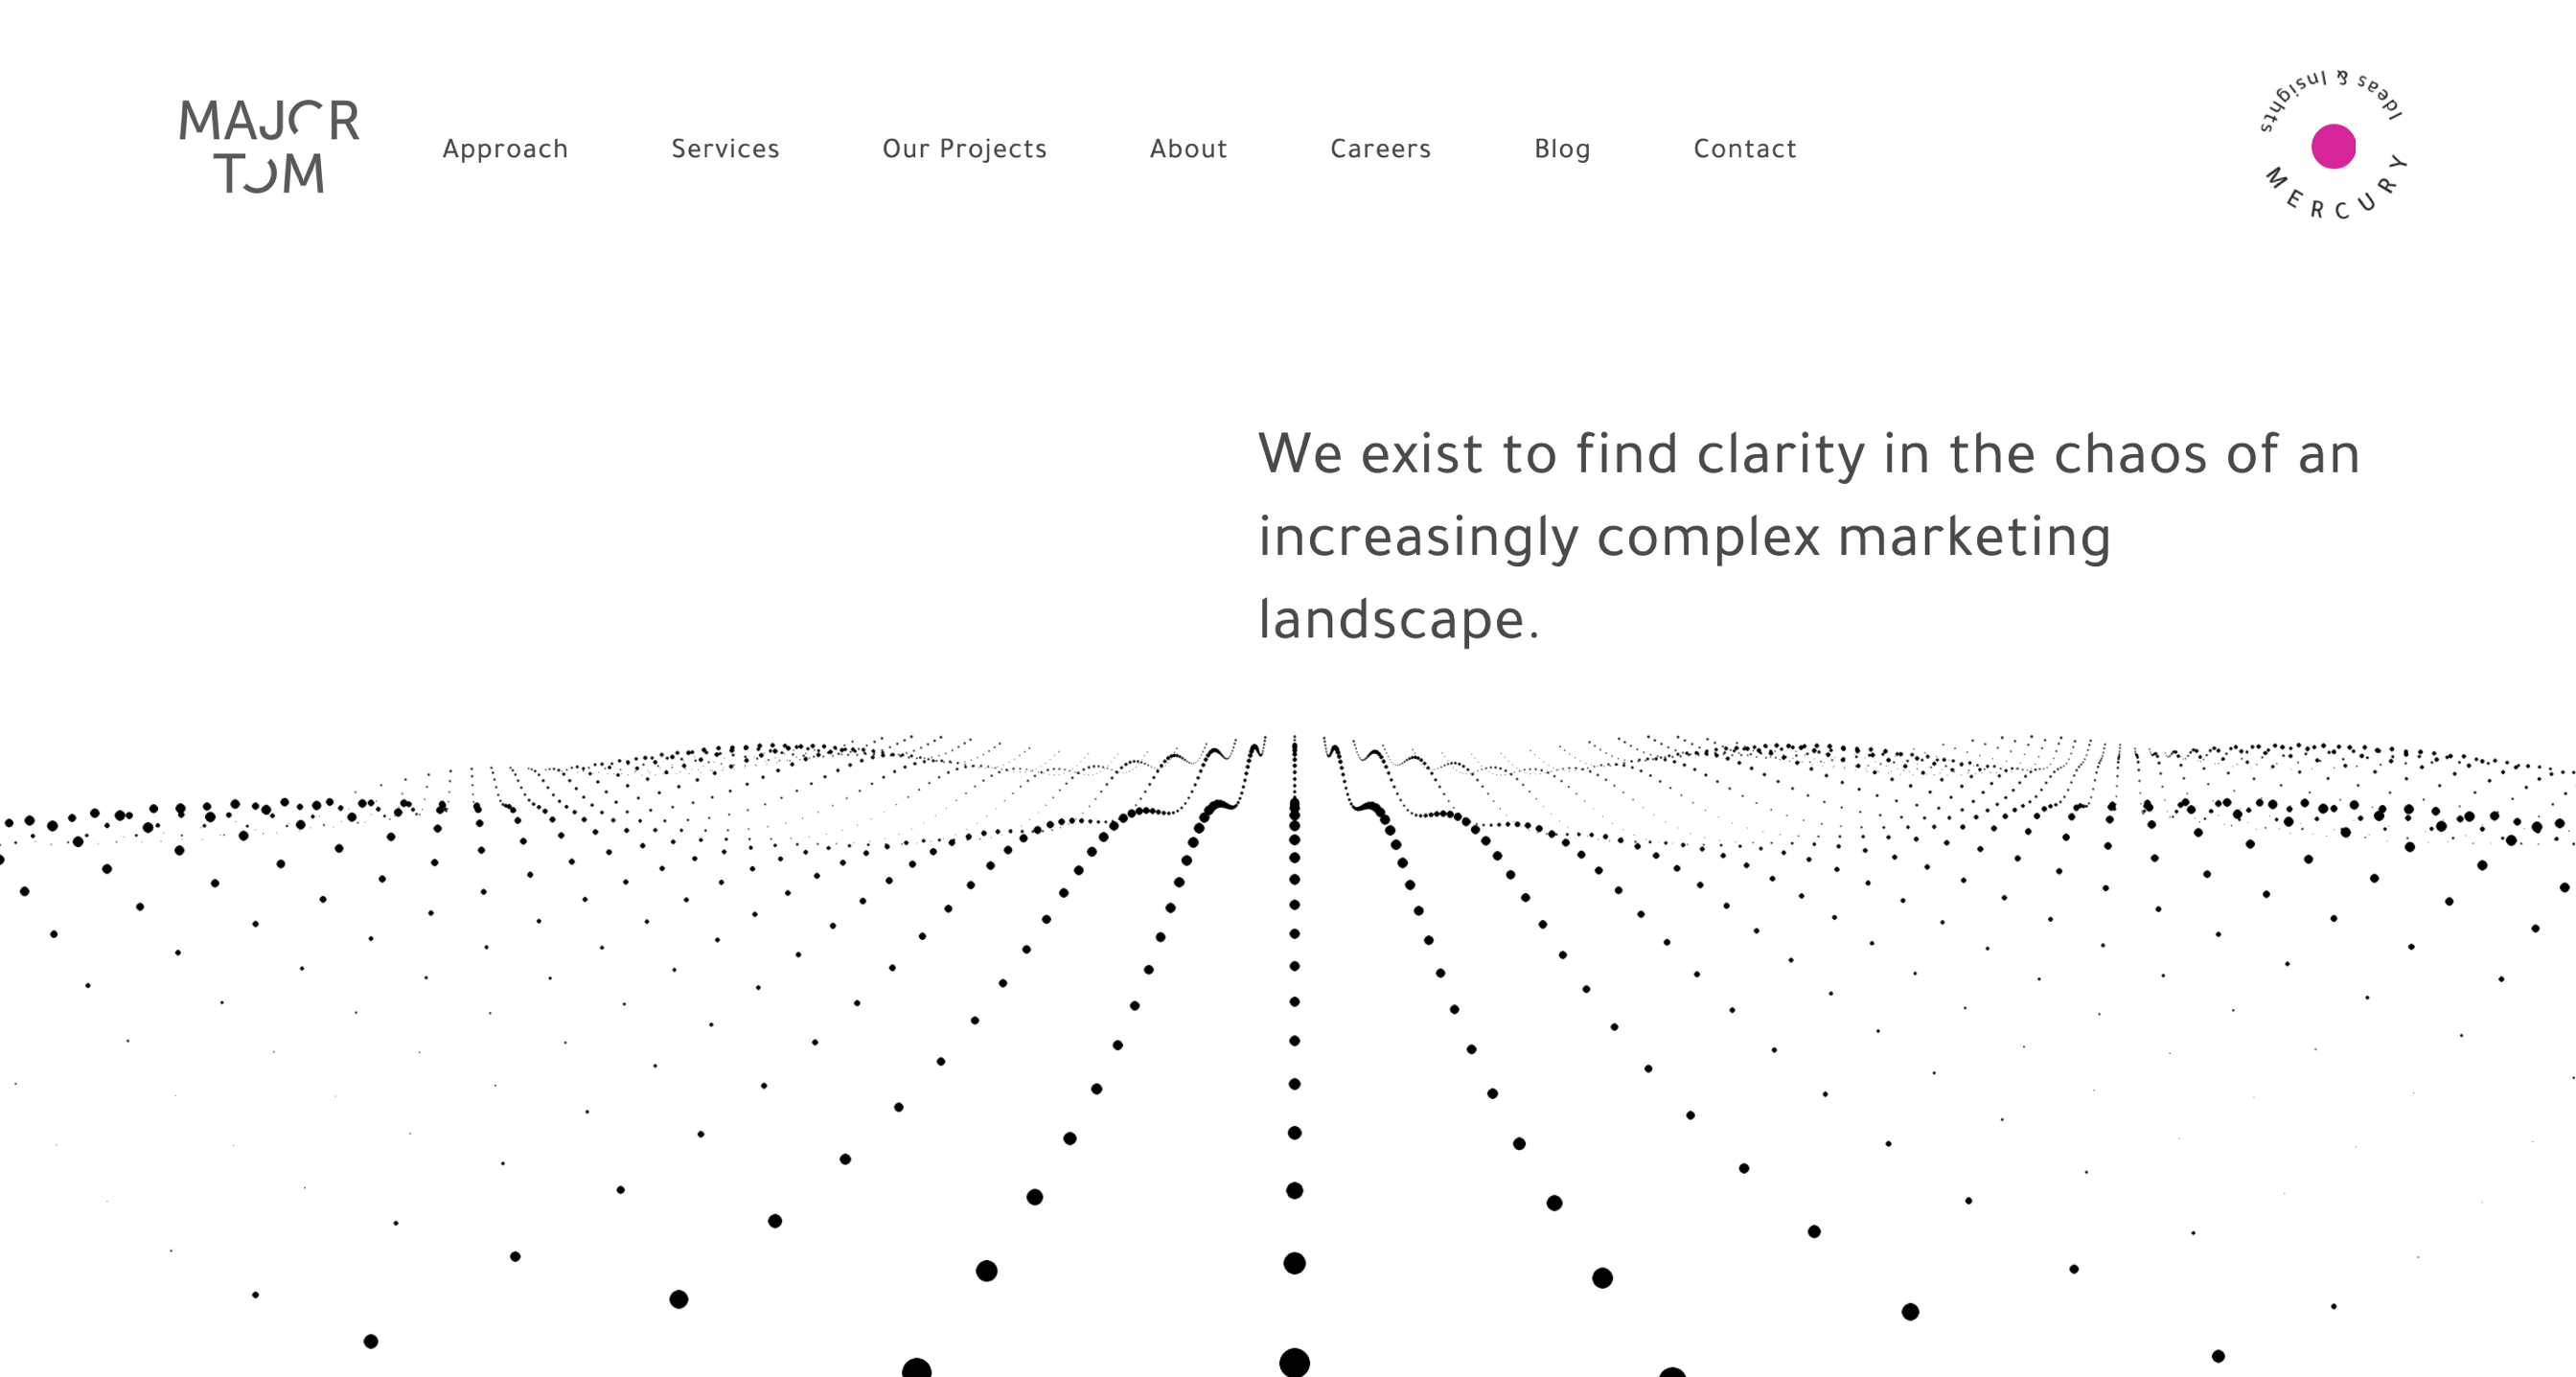 MAJOR
TOM
Approach
Services
Our Projects
About
Careers
Blog
Contact
Ideas & Insights
MERCURY
We exist to find clarity in the chaos of an
increasingly complex marketing
landscape.